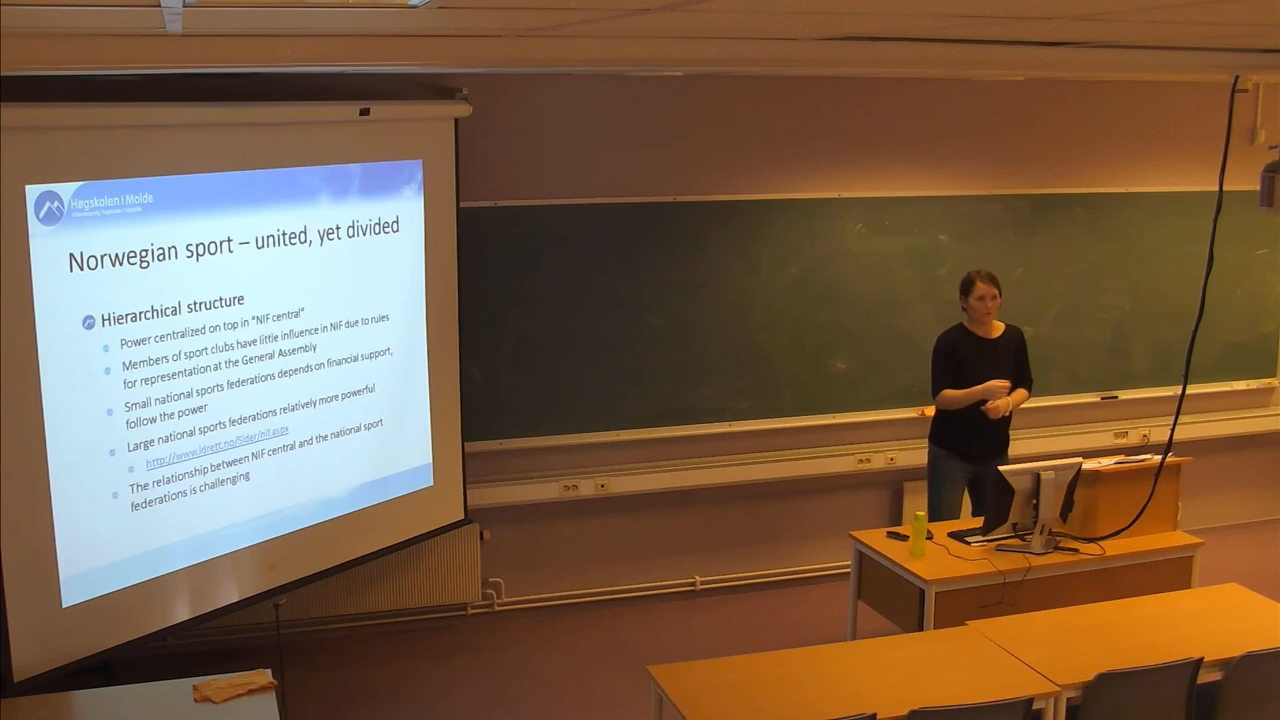 Høgskolen i Molde
Norwegian sport – united, yet divided
Hierarchical structure
Power centralized on top in "NIF central"
Members of sport clubs have little influence in NIF due to rules
for representation at the General Assembly
Small national sports federations depends on financial support,
follow the power
Large national sports federations relatively more powerful
http://www.idrett.no/Sider/nif.aspx
The relationship between NIF central and the national sport
federations is challenging